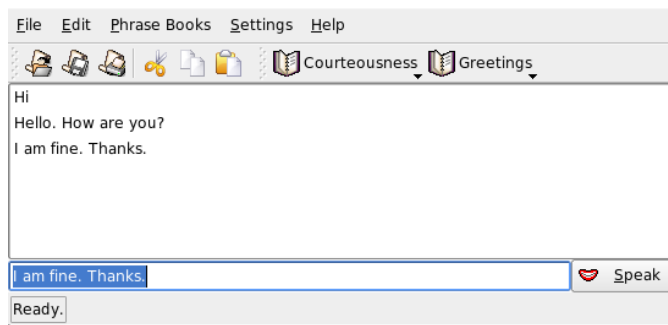 File Edit Phrase Books Settings Help
Courteousness Greetings
Hi
Hello. How are you?
I am fine. Thanks.
I am fine. Thanks.
Speak
Ready.